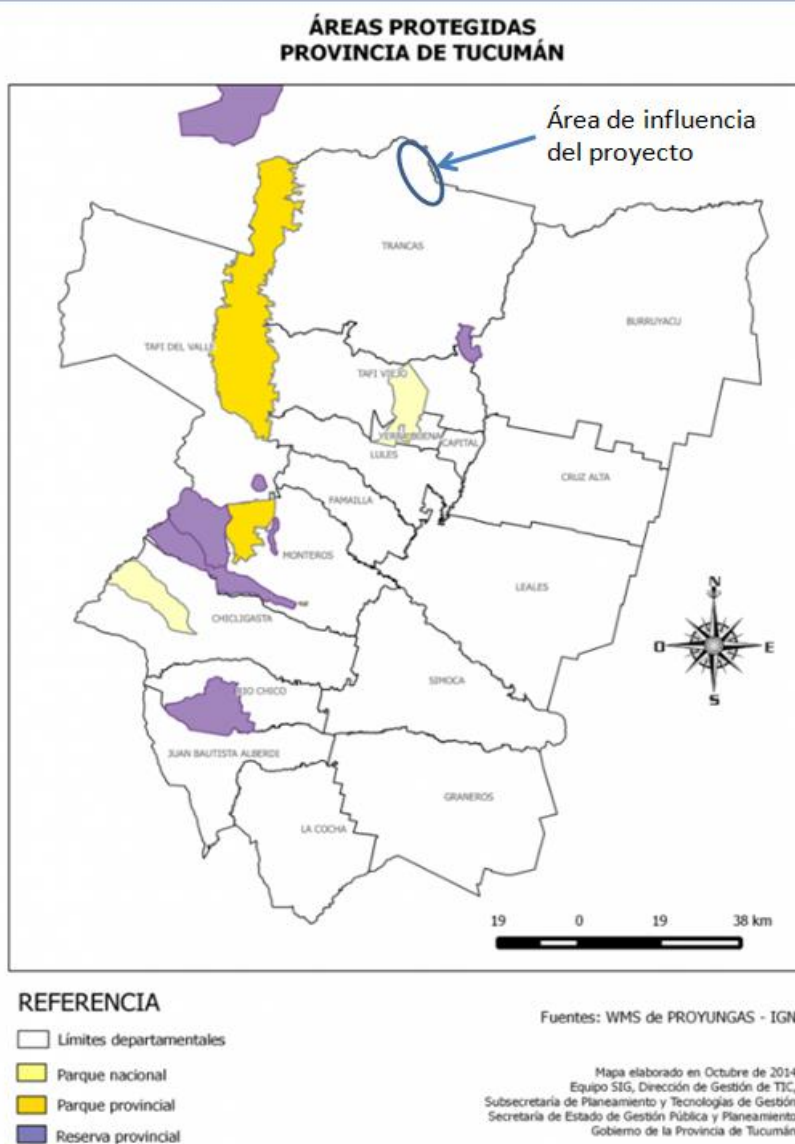 ÁREAS PROTEGIDAS
PROVINCIA DE TUCUMÁN
Área de influencia
del proyecto
TRANCAS
BURRUYACU
TAFI DEL VALLE
TAFI VIEJO
YERBA BUENA
CAPITAL
LULES
CRUZ ALTA
FAMAILLA
MONTEROS
LEALES
CHICLIGASTA
N
O
E
S
SIMOCA
RIO CHICO
JUAN BAUTISTA ALBERDI
GRANEROS
LA COCHA
19 0 19 38 km
REFERENCIA
Límites departamentales
Parque nacional
Parque provincial
Reserva provincial
Fuentes: WMS de PROYUNGAS - IGN
Mapa elaborado en Octubre de 2014
Equipo SIG, Dirección de Gestión de TIC,
Subsecretaría de Planeamiento y Tecnologías de Gestión
Secretaría de Estado de Gestión Pública y Planeamiento
Gobierno de la Provincia de Tucumán